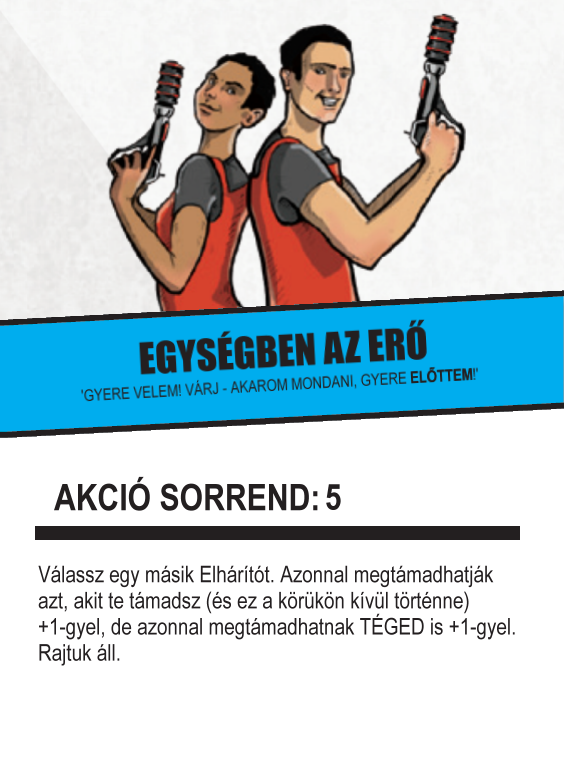 EGYSÉGBEN AZ ERŐ
'GYERE VELEM! VÁRJ - AKAROM MONDANI, GYERE ELŐTTEM!'
AKCIÓ SORREND: 5
Válassz egy másik Elhárítót. Azonnal megtámadhatják
azt, akit te támadsz (és ez a körükön kívül történne)
+1-gyel, de azonnal megtámadhatnak TÉGED is +1-gyel.
Rajtuk áll.